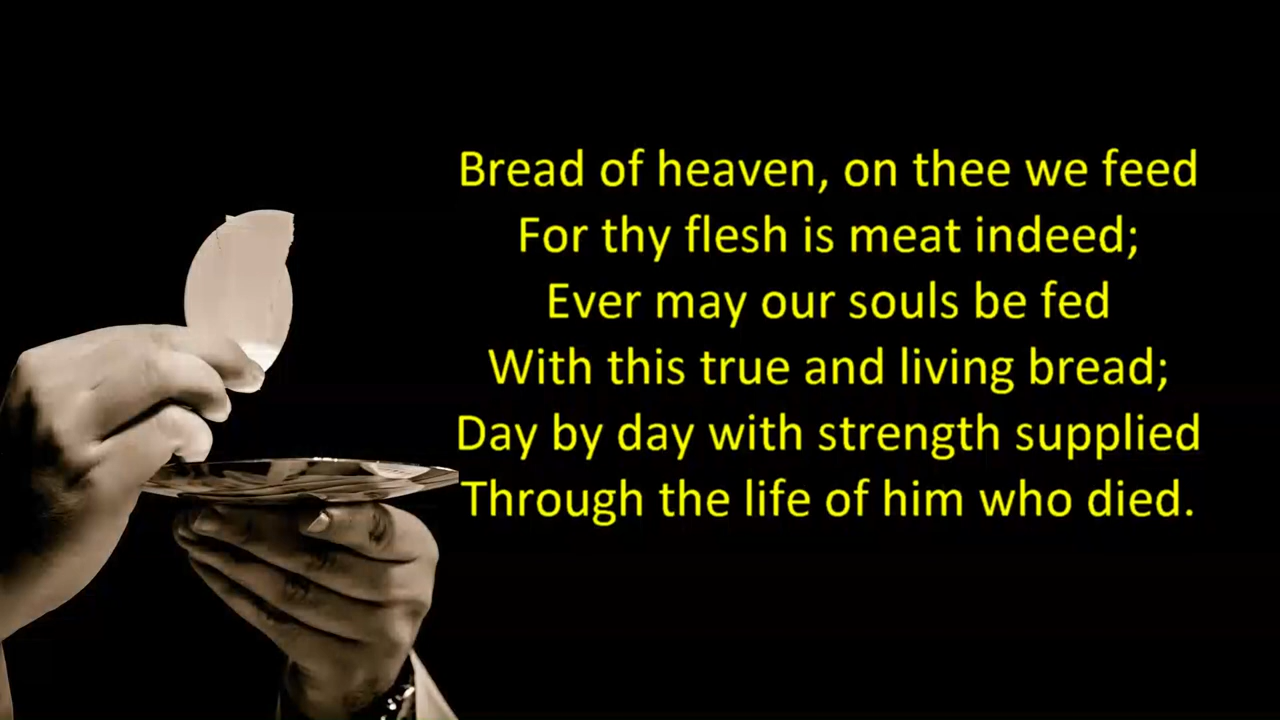 Bread of heaven, on thee we feed
For thy flesh is meat indeed;
Ever may our souls be fed
With this true and living bread;
Day by day with strength supplied
Through the life of him who died.